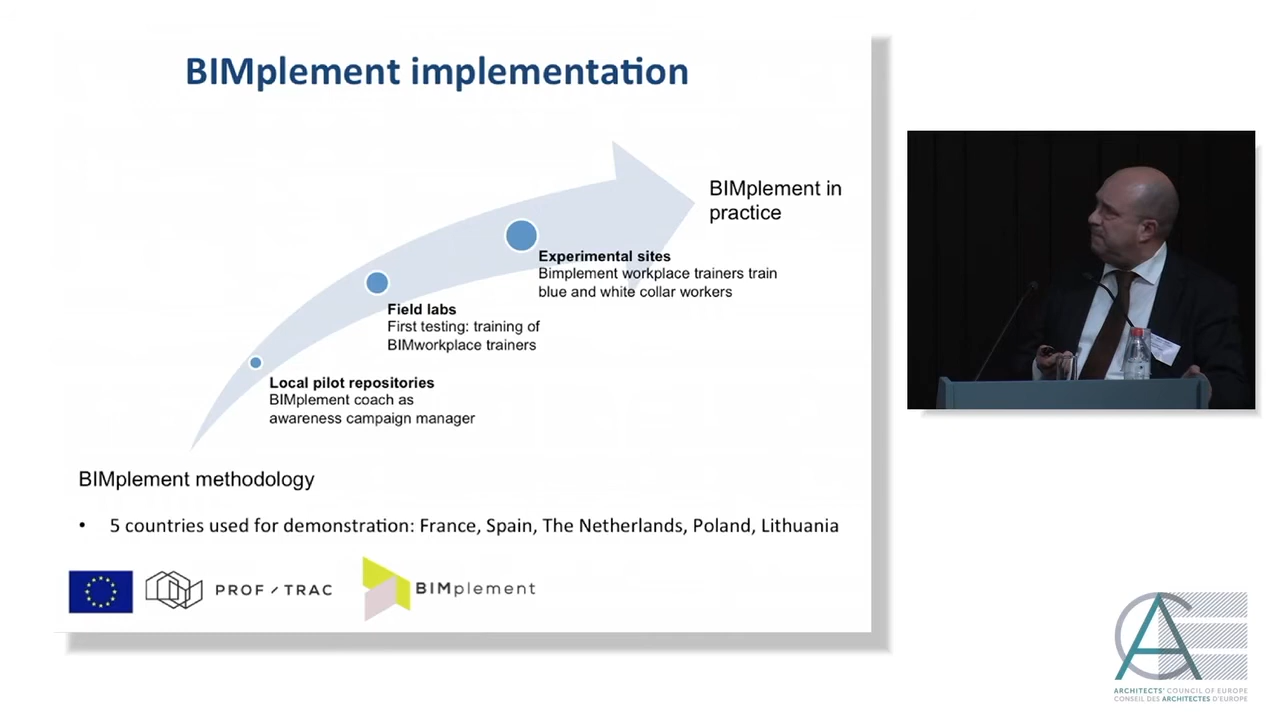 BIMplement implementation
BIMplement in
practice
Experimental sites
Bimplement workplace trainers train
blue and white collar workers
Field labs
First testing: training of
BIMworkplace trainers
Local pilot repositories
BIMplement coach as
awareness campaign manager
BIMplement methodology
• 5 countries used for demonstration: France, Spain, The Netherlands, Poland, Lithuania
PROF/TRAC
BIMplement
ACE
ARCHITECTS' COUNCIL OF EUROPE
CONSEIL DES ARCHITECTES D'EUROPE